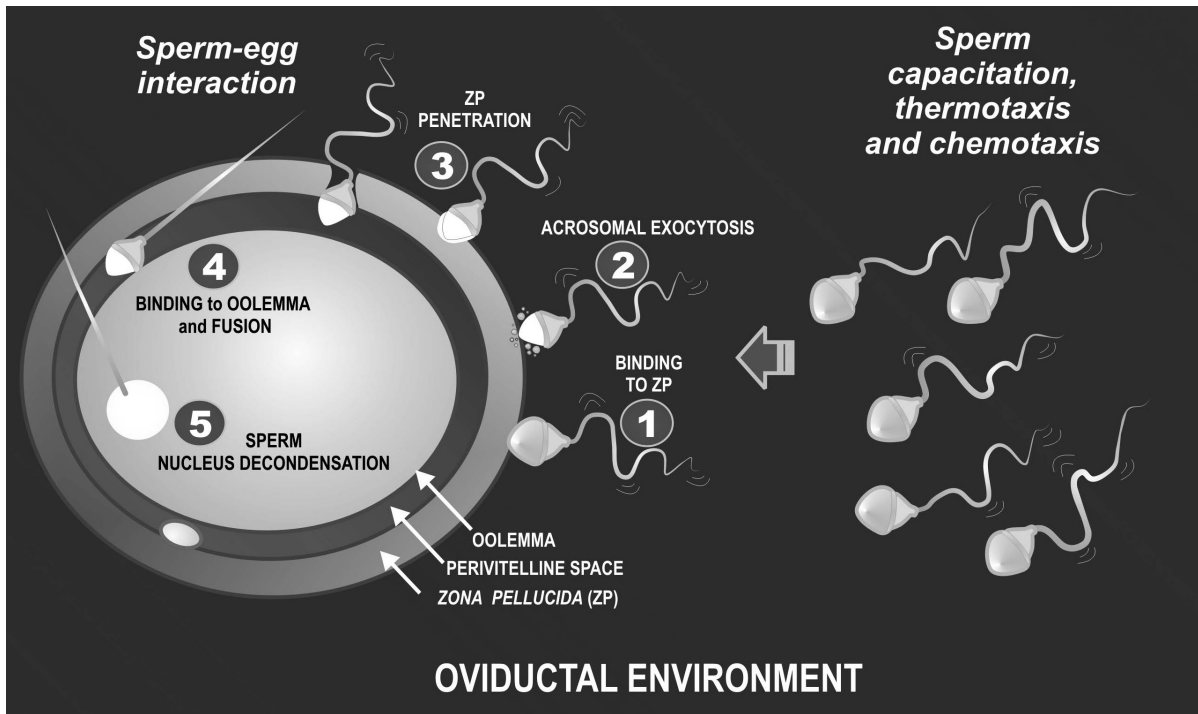 Sperm-egg
interaction
Sperm
capacitation,
thermotaxis
and chemotaxis
ZP
PENETRATION
3
ACROSOMAL EXOCYTOSIS
2
4
BINDING to OOLEMMA
and FUSION
BINDING
TO ZP
1
5
SPERM
NUCLEUS DECONDENSATION
OOLEMMA
PERIVITELLINE SPACE
ZONA PELLUCIDA (ZP)
OVIDUCTAL ENVIRONMENT